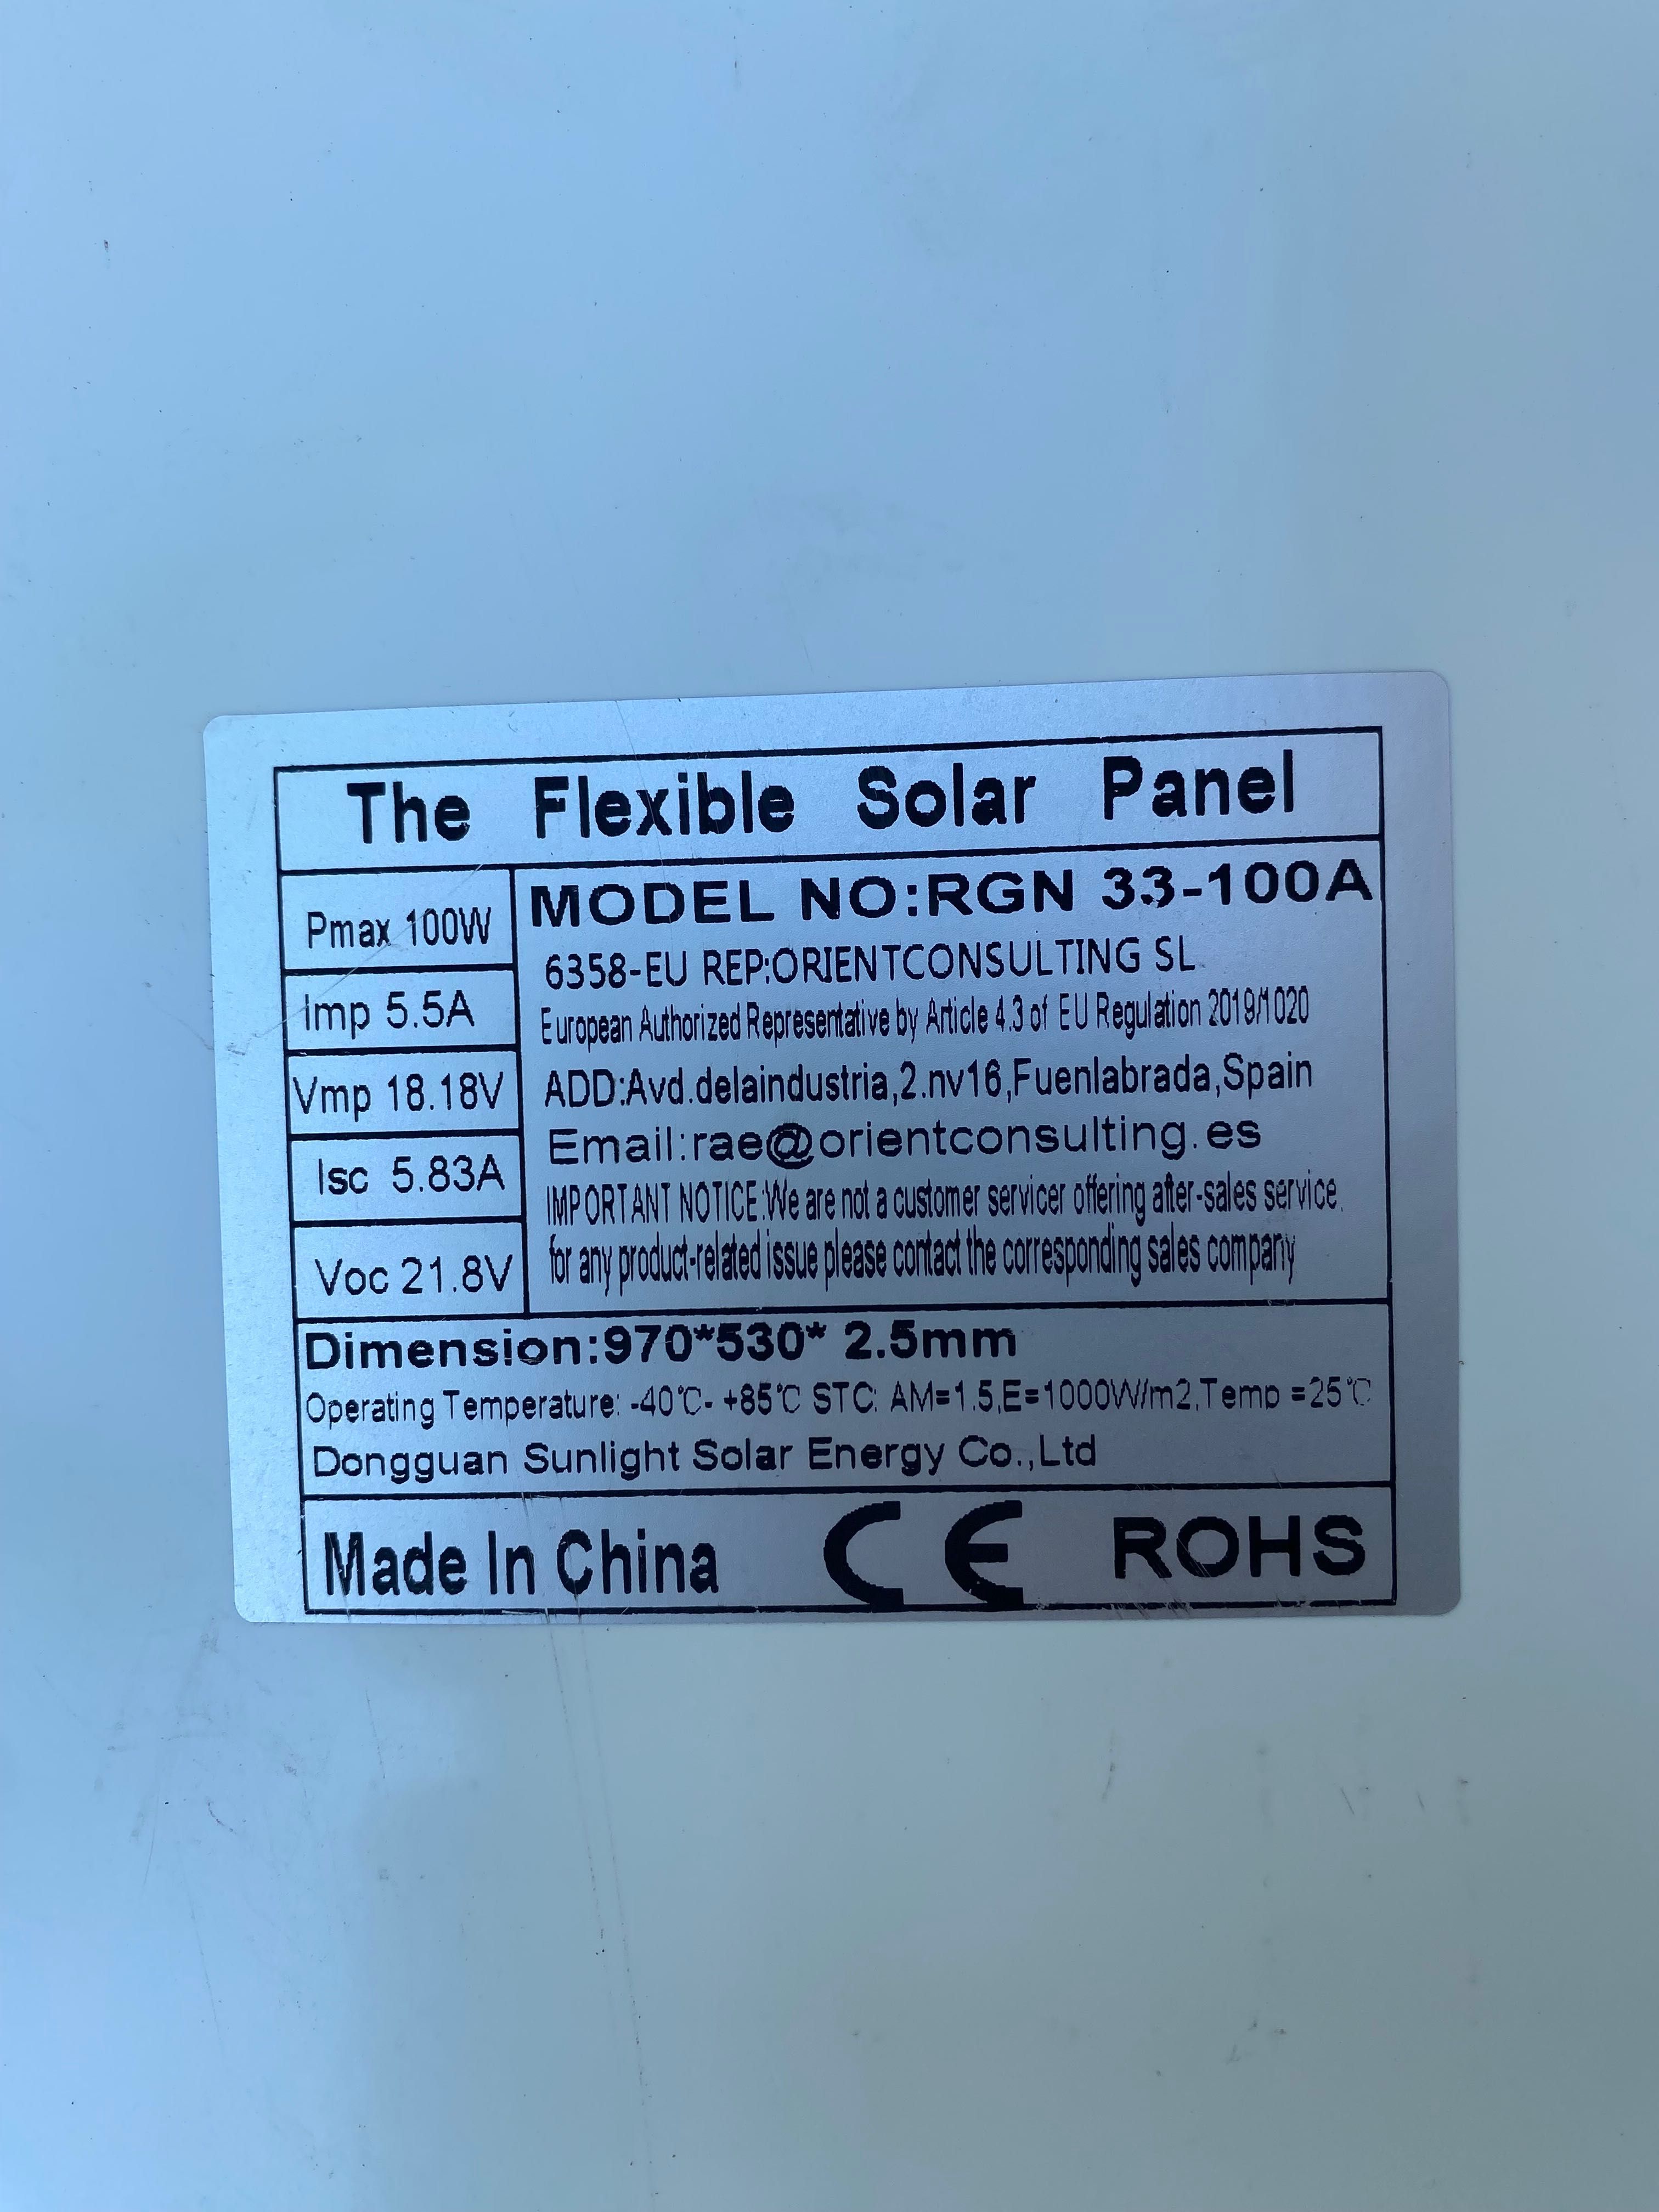 The Flexible Solar Panel
Pmax 100W
Imp 5.5A
Vmp 18.18V
Isc 5.83A
Voc 21.8V
MODEL NO:RGN 33-100A
6358-EU REP:ORIENTCONSULTING SL
European Authorized Representative by Article 4.3 of EU Regulation 2019/1020
ADD:Avd.delaindustria,2.nv16,Fuenlabrada,Spain
Email:rae@orientconsulting.es
IMPORTANT NOTICE:We are not a customer servicer offering after-sales service.
for any product-related issue please contact the corresponding sales company
Dimension:970*530* 2.5mm
Operating Temperature: -40℃- +85℃ STC: AM=1.5,E=1000W/m2,Temp =25℃
Dongguan Sunlight Solar Energy Co.,Ltd
Made In China CE ROHS